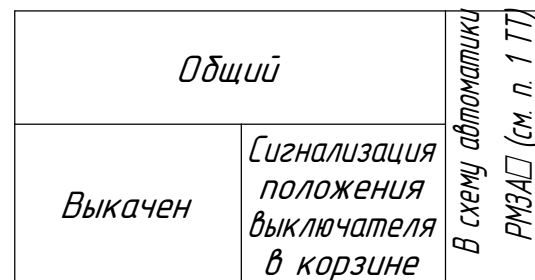 Общий
Выкачен
Сигнализация
положения
выключателя
в корзине
В схему автоматики
РМЗА□ (см. п. 1 ТТ)